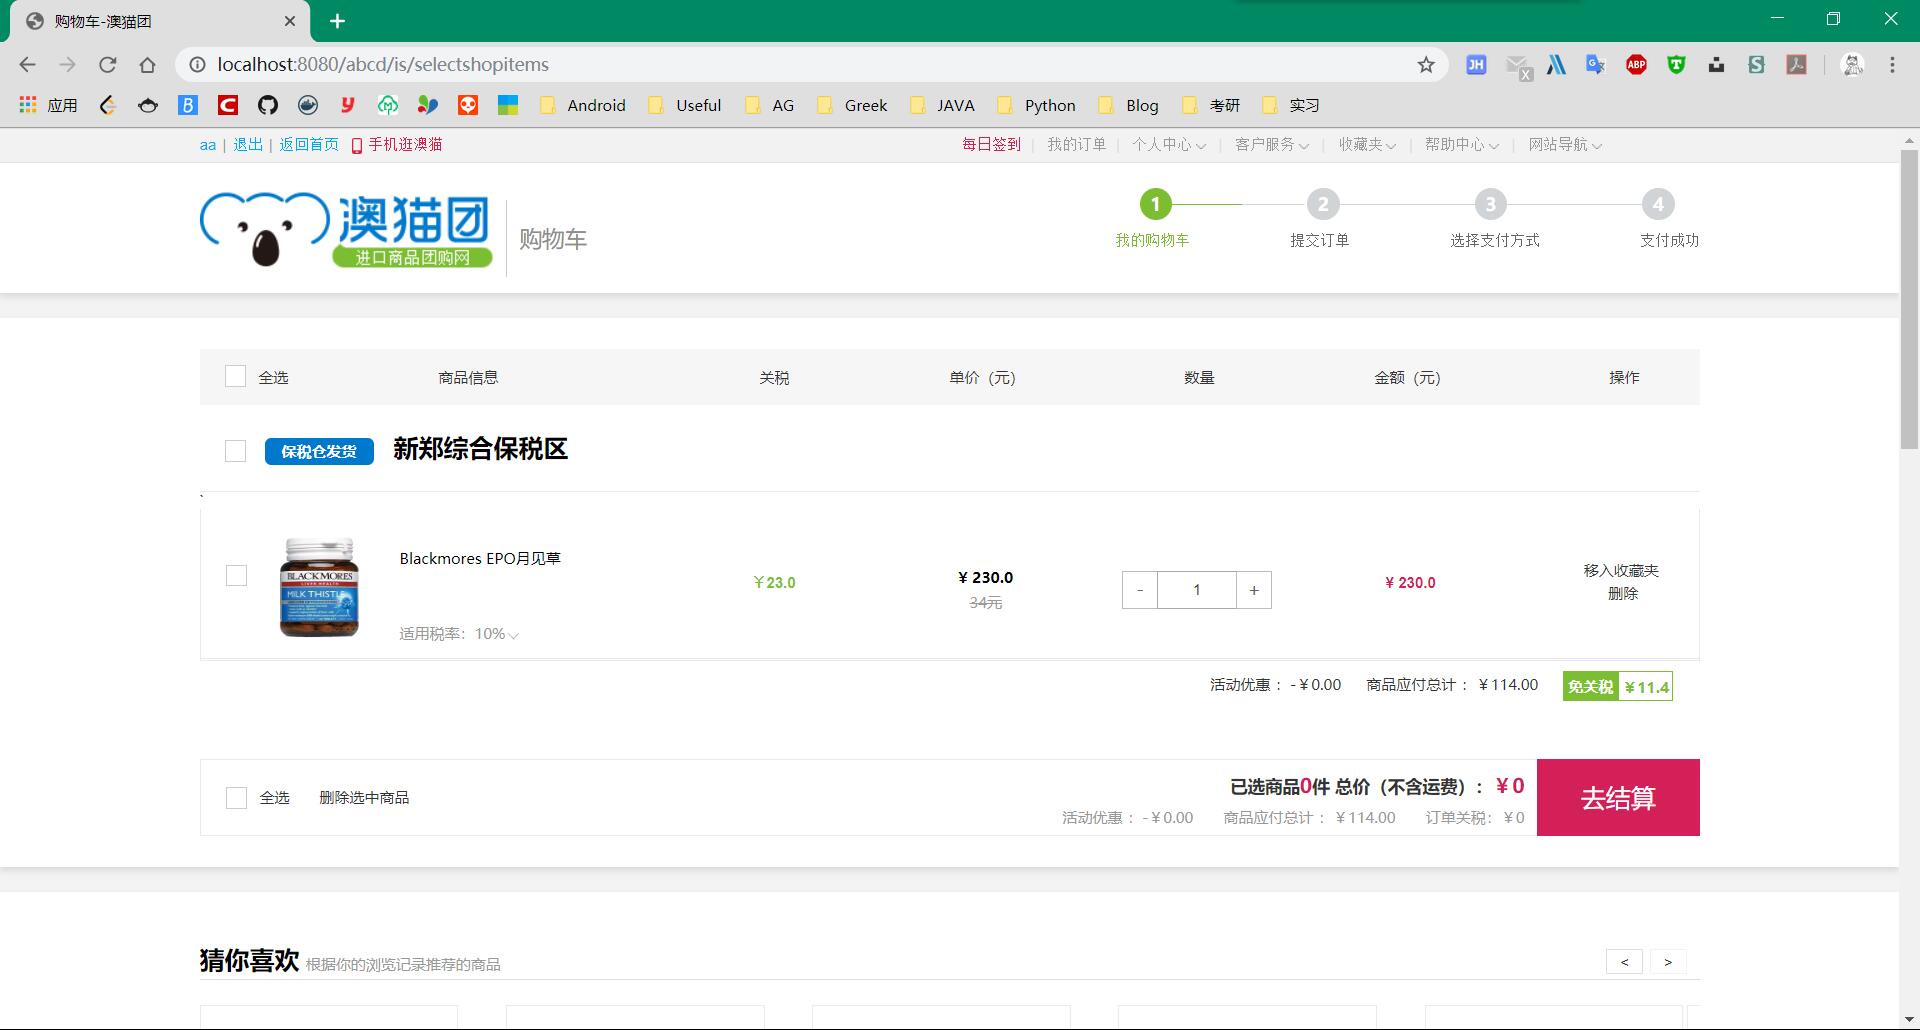 购物车-澳猫团
localhost:8080/abcd/is/selectshopitems
应用 Android Useful AG Greek JAVA Python Blog 考研 实习
aa | 退出 | 返回首页 手机逛澳猫 每日签到 | 我的订单 | 个人中心 | 客户服务 | 收藏夹 | 帮助中心 | 网站导航
澳猫团
进口商品团购网
购物车
1 2 3 4
我的购物车 提交订单 选择支付方式 支付成功
全选 商品信息 关税 单价（元） 数量 金额（元） 操作
保税仓发货 新郑综合保税区
`
BLACKMORES
LIVER HEALTH
MILK THISTLE
Blackmores EPO月见草
适用税率：10%
￥23.0
¥ 230.0
34元
- 1 +
¥ 230.0
移入收藏夹
删除
活动优惠 ：-￥0.00 商品应付总计 ：￥114.00 免关税 ￥11.4
全选 删除选中商品
已选商品0件 总价（不含运费）： ￥0
活动优惠 ：-￥0.00 商品应付总计 ：￥114.00 订单关税：￥0
去结算
猜你喜欢 根据你的浏览记录推荐的商品
< >